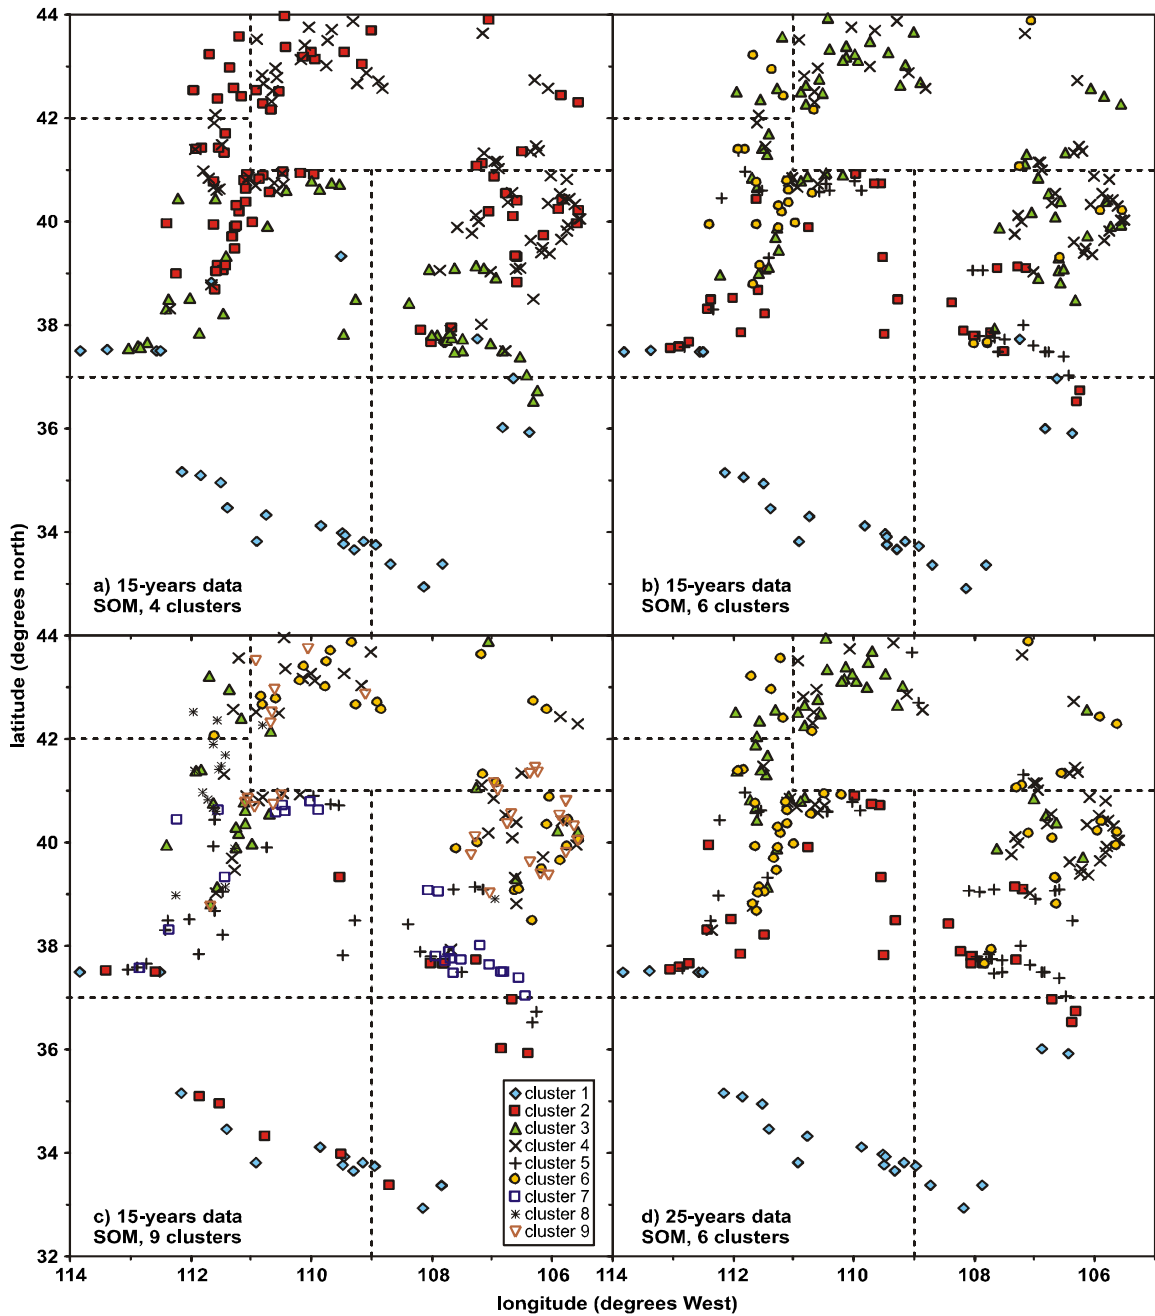 44
42
40
38
36
34
a) 15-years data
SOM, 4 clusters
b) 15-years data
SOM, 6 clusters
latitude (degrees north)
44
42
40
38
36
34
32
cluster 1
cluster 2
cluster 3
cluster 4
cluster 5
cluster 6
cluster 7
cluster 8
cluster 9
c) 15-years data
SOM, 9 clusters
d) 25-years data
SOM, 6 clusters
114 112 110 108 106 114 112 110 108 106
longitude (degrees West)